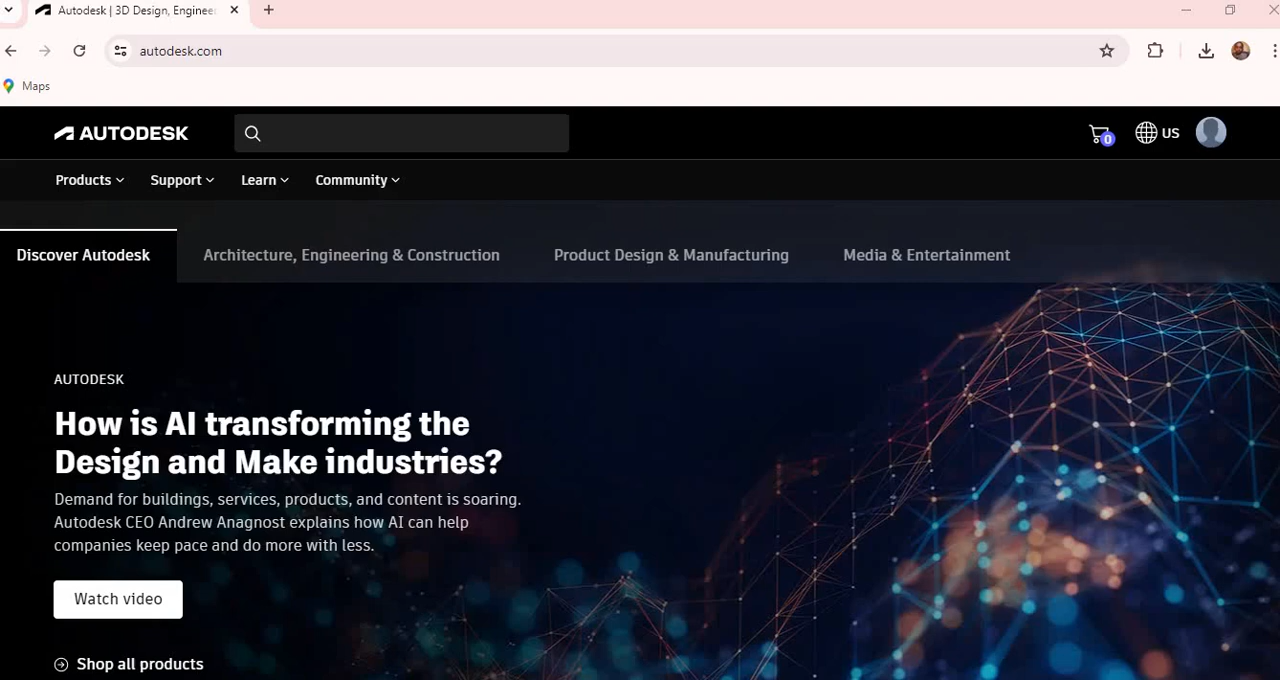 Autodesk | 3D Design, Enginee
autodesk.com
Maps
AUTODESK
0
US
Products
Support
Learn
Community
Discover Autodesk
Architecture, Engineering & Construction
Product Design & Manufacturing
Media & Entertainment
AUTODESK
How is AI transforming the
Design and Make industries?
Demand for buildings, services, products, and content is soaring.
Autodesk CEO Andrew Anagnost explains how AI can help
companies keep pace and do more with less.
Watch video
Shop all products